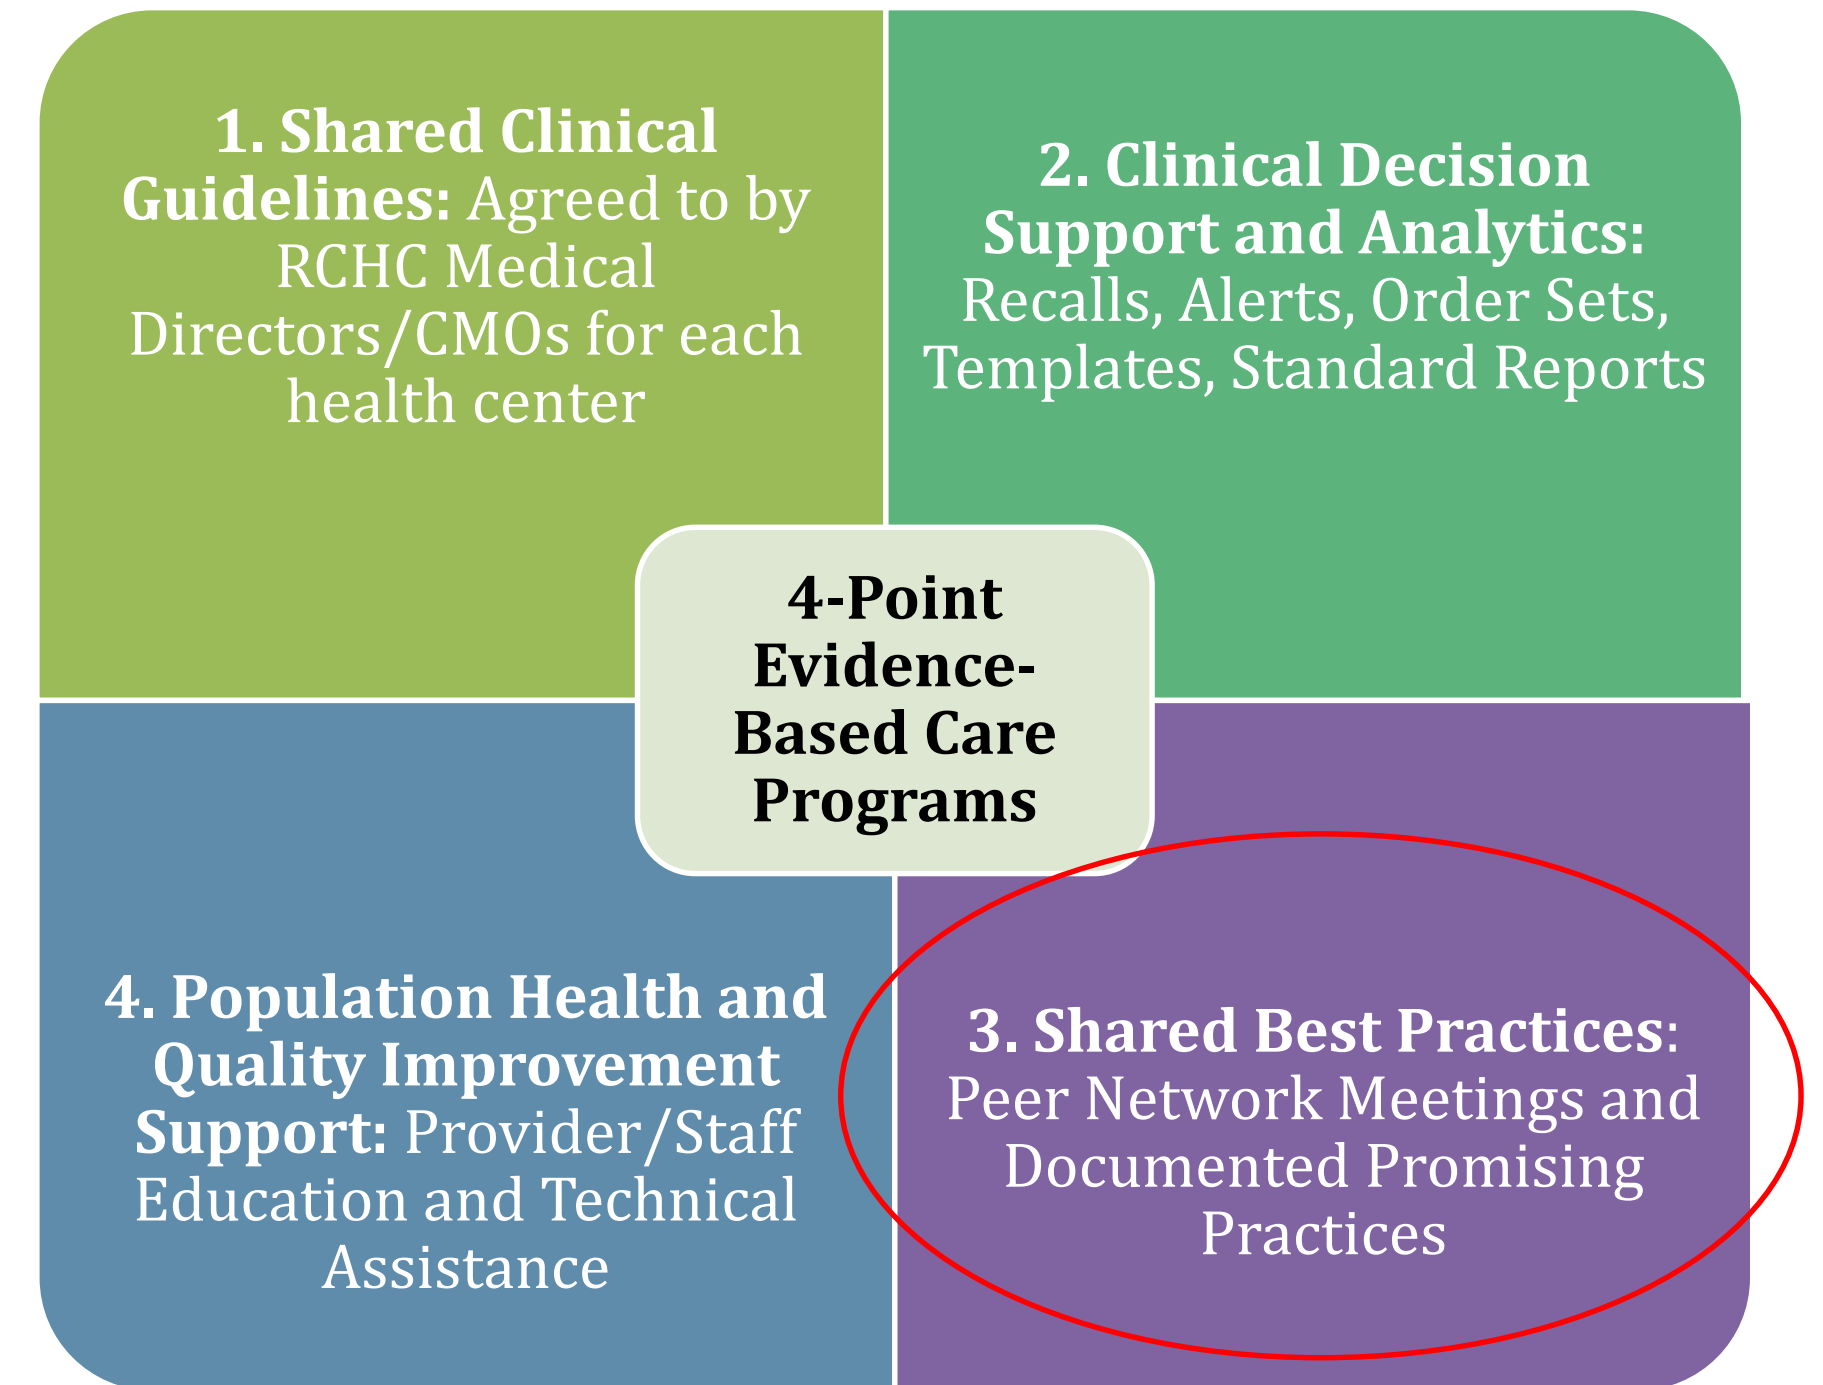 1. Shared Clinical
Guidelines: Agreed to by
RCHC Medical
Directors/CMOs for each
health center
2. Clinical Decision
Support and Analytics:
Recalls, Alerts, Order Sets,
Templates, Standard Reports
4-Point
Evidence-
Based Care
Programs
3. Shared Best Practices:
Peer Network Meetings and
Documented Promising
Practices
4. Population Health and
Quality Improvement
Support: Provider/Staff
Education and Technical
Assistance